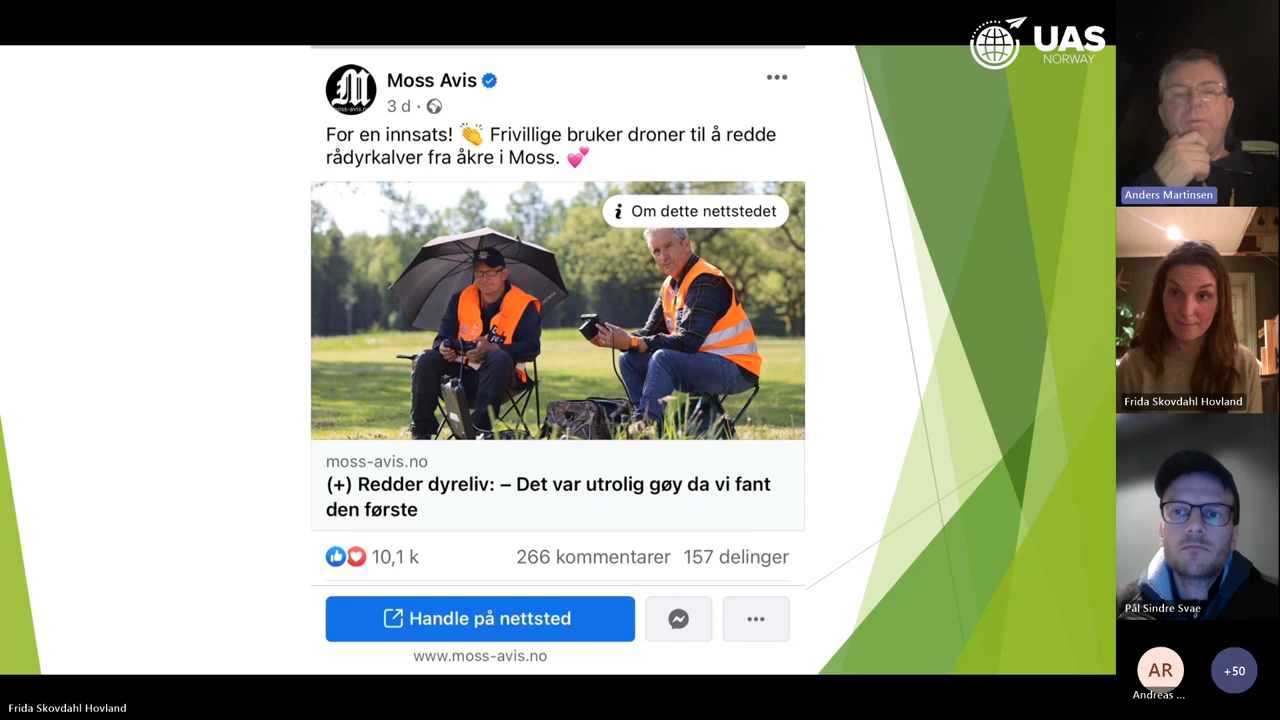 UAS
NORWAY
Moss Avis
3 d ·
For en innsats! 👏 Frivillige bruker droner til å redde
rådyrkalver fra åkre i Moss. 💕
Om dette nettstedet
moss-avis.no
(+) Redder dyreliv: – Det var utrolig gøy da vi fant
den første
10,1 k
266 kommentarer 157 delinger
Handle på nettsted
www.moss-avis.no
Anders Martinsen
Frida Skovdahl Hovland
Pål Sindre Svae
AR
+50
Andreas ...
Frida Skovdahl Hovland